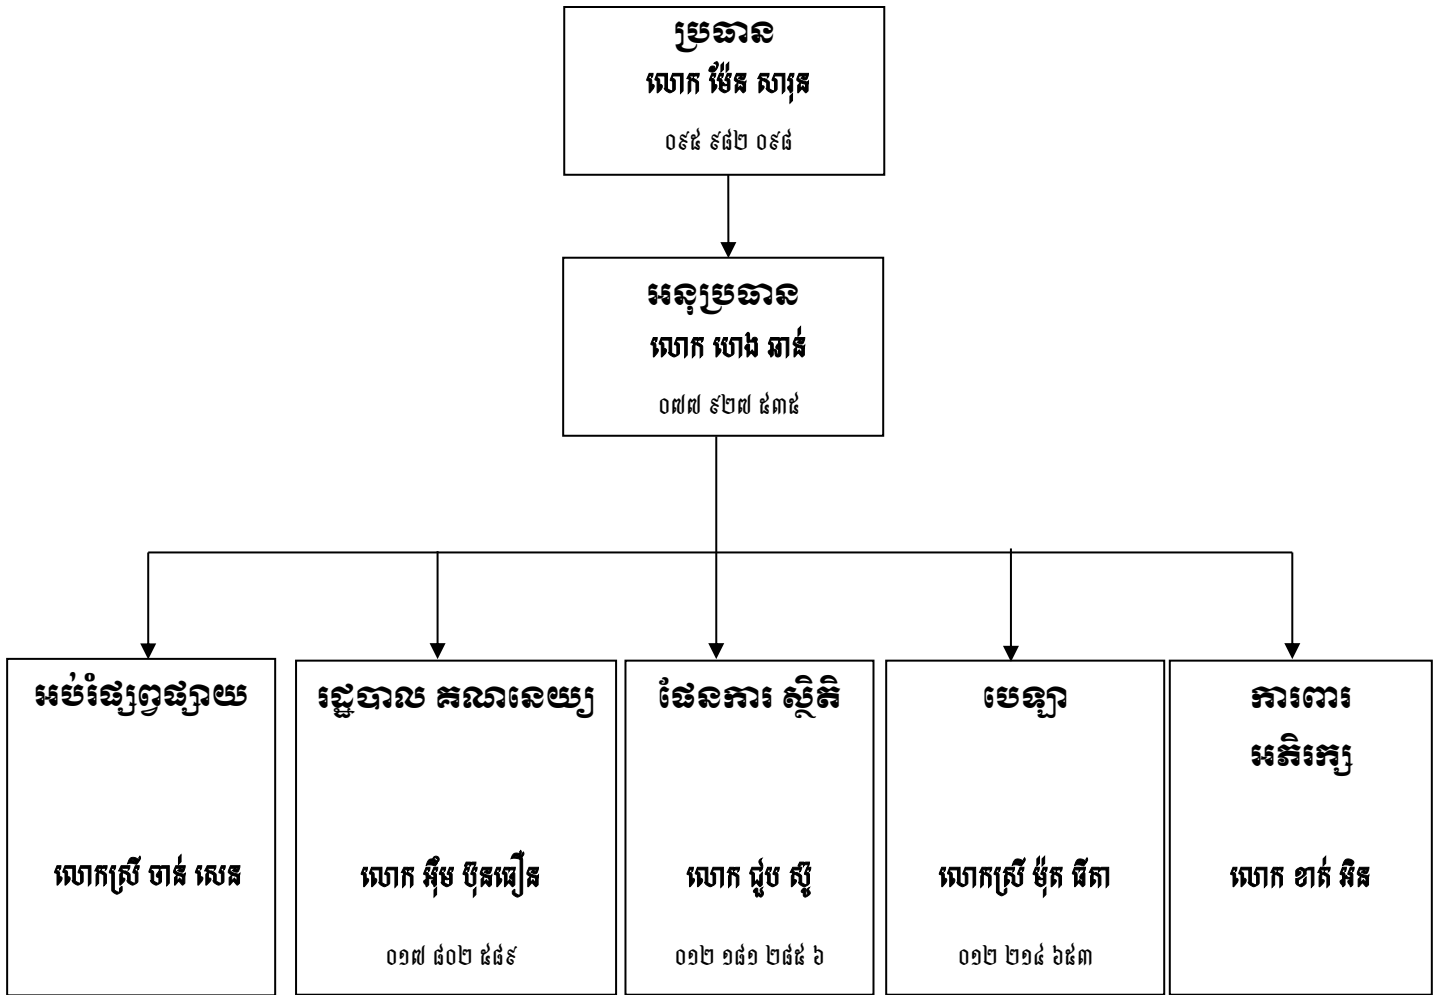 ប្រធាន
លោក ម៉ែន សារុន
០៩៥ ៩៨២ ០៩៨
អនុប្រធាន
លោក ហេង ឆាន់
០៧៧ ៩២៧ ៥៣៥
អប់រំផ្សព្វផ្សាយ
លោកស្រី ចាន់ សេន
រដ្ឋបាល គណនេយ្យ
លោក អ៊ឹម ប៊ុនធឿន
០១៧ ៨០២ ៥៨៩
ផែនការ ស្ថិតិ
លោក ជួប ស៊ូ
០១២ ១៨១ ២៨៥ ៦
បេឡា
លោកស្រី ម៉ុត ធីតា
០១២ ២១៤ ៦៥៣
ការពារ
អភិរក្ស
លោក ខាត់ អិន